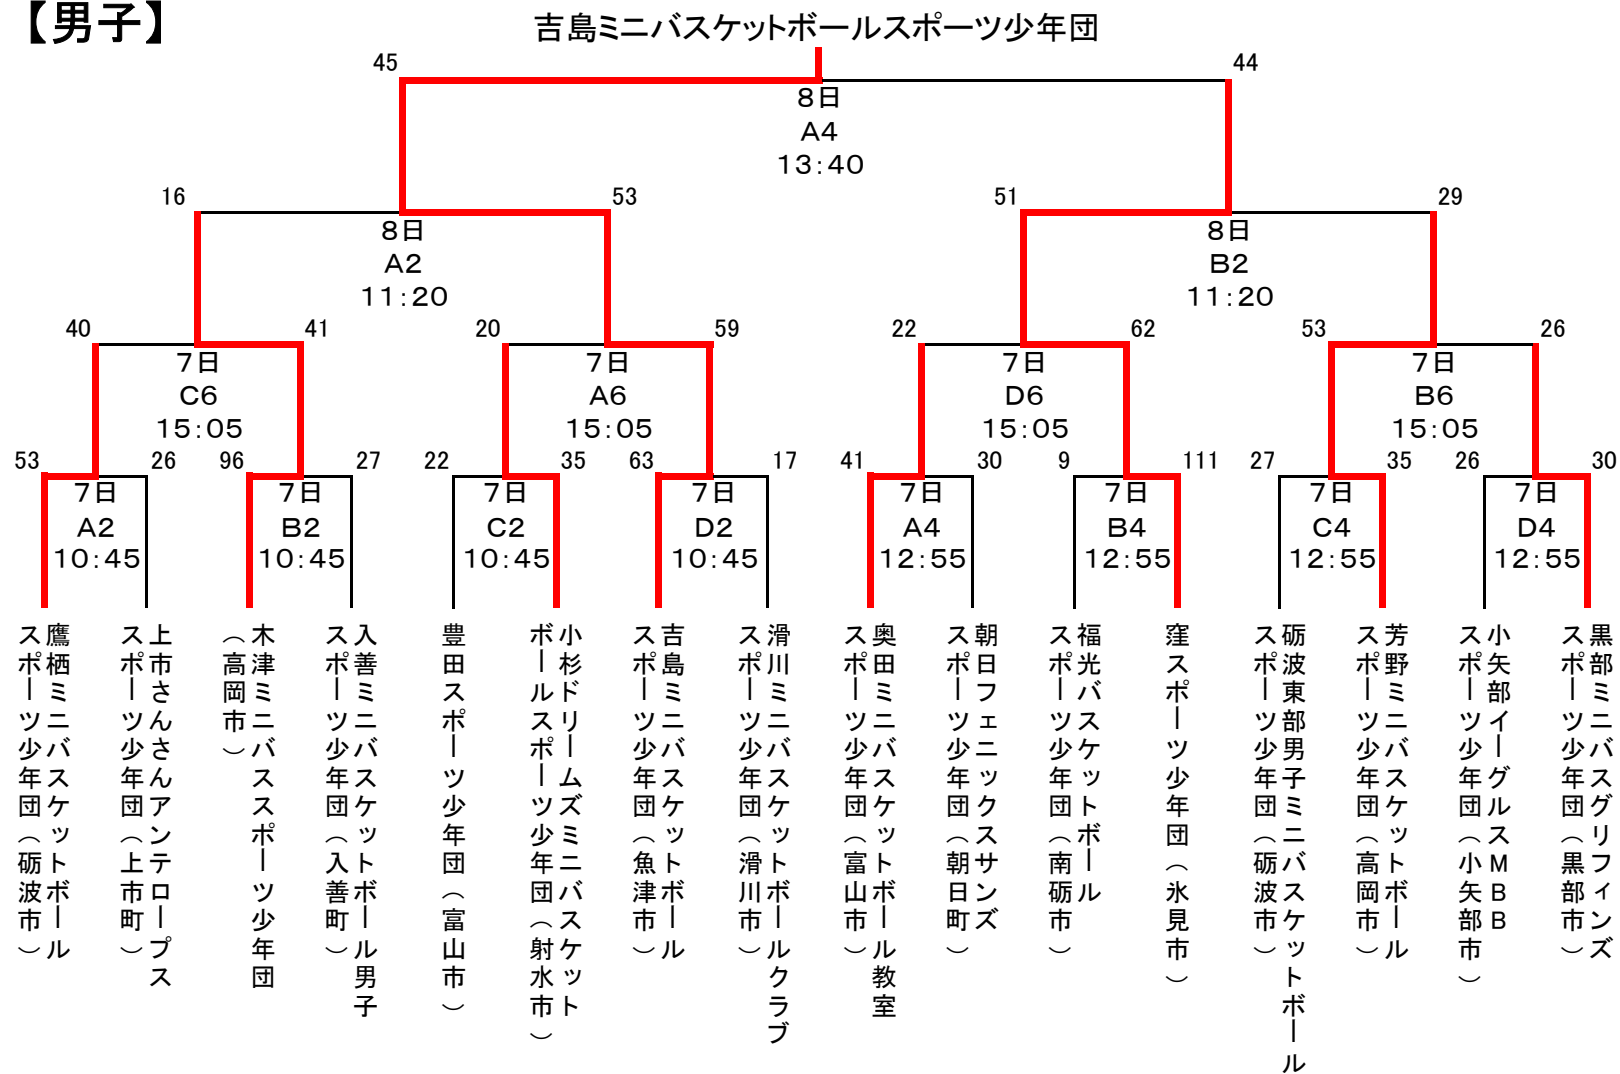 【男子】
吉島ミニバスケットボールスポーツ少年団
45
44
8日
A4
13:40
16
53
51
29
8日
A2
11:20
8日
B2
11:20
40
41
20
59
22
62
53
26
7日
C6
15:05
7日
A6
15:05
7日
D6
15:05
7日
B6
15:05
53
26
96
27
22
35
63
17
41
30
9
111
27
35
26
30
7日
A2
10:45
7日
B2
10:45
7日
C2
10:45
7日
D2
10:45
7日
A4
12:55
7日
B4
12:55
7日
C4
12:55
7日
D4
12:55
鷹栖ミニバスケットボール
スポーツ少年団（砺波市）
上市さんさんアンテロープス
スポーツ少年団（上市町）
木津ミニバススポーツ少年団
（高岡市）
入善ミニバスケットボール男子
スポーツ少年団（入善町）
豊田スポーツ少年団（富山市）
小杉ドリームズミニバスケット
ボールスポーツ少年団（射水市）
吉島ミニバスケットボール
スポーツ少年団（魚津市）
滑川ミニバスケットボールクラブ
スポーツ少年団（滑川市）
奥田ミニバスケットボール教室
スポーツ少年団（富山市）
朝日フェニックスサンズ
スポーツ少年団（朝日町）
福光バスケットボール
スポーツ少年団（南砺市）
窪スポーツ少年団（氷見市）
砺波東部男子ミニバスケットボール
スポーツ少年団（砺波市）
芳野ミニバスケットボール
スポーツ少年団（高岡市）
小矢部イーグルスＭＢＢ
スポーツ少年団（小矢部市）
黒部ミニバスグリフィンズ
スポーツ少年団（黒部市）